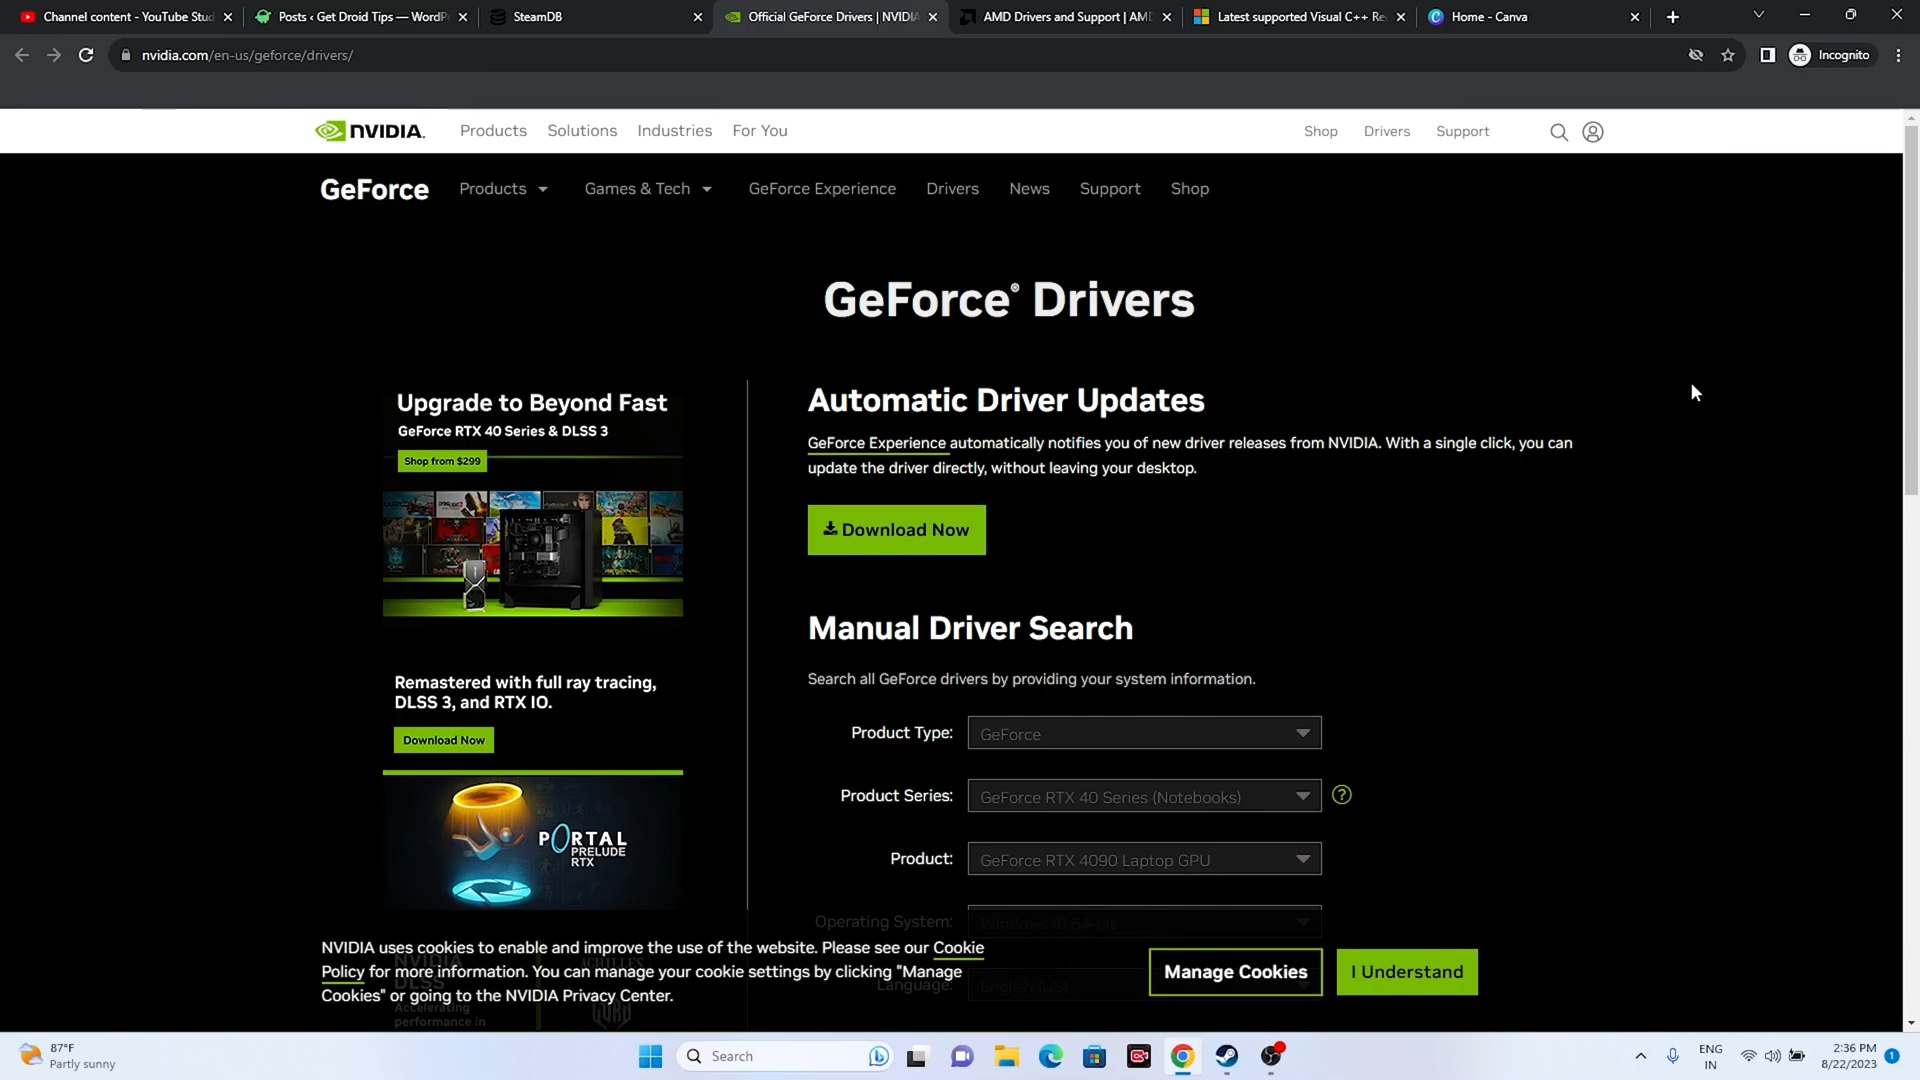 Channel content - YouTube Stud
Posts ‹ Get Droid Tips — WordP
SteamDB
Official GeForce Drivers | NVIDIA
AMD Drivers and Support | AMD
Latest supported Visual C++ Re
Home - Canva
nvidia.com/en-us/geforce/drivers/
Incognito
NVIDIA.
Products
Solutions
Industries
For You
Shop
Drivers
Support
GeForce
Products
Games & Tech
GeForce Experience
Drivers
News
Support
Shop
GeForce® Drivers
Upgrade to Beyond Fast
GeForce RTX 40 Series & DLSS 3
Shop from $299
Remastered with full ray tracing,
DLSS 3, and RTX IO.
Download Now
PORTAL
PRELUDE
RTX
Automatic Driver Updates
GeForce Experience automatically notifies you of new driver releases from NVIDIA. With a single click, you can
update the driver directly, without leaving your desktop.
Download Now
Manual Driver Search
Search all GeForce drivers by providing your system information.
Product Type: GeForce
Product Series: GeForce RTX 40 Series (Notebooks) ?
Product: GeForce RTX 4090 Laptop GPU
Operating System: Windows 10 64-bit
Language: English (US)
NVIDIA
DLSS
Accelerating
performance in
ACHILLES
NVIDIA uses cookies to enable and improve the use of the website. Please see our Cookie
Policy for more information. You can manage your cookie settings by clicking "Manage
Cookies" or going to the NVIDIA Privacy Center.
Manage Cookies
I Understand
87°F
Partly sunny
Search
ENG
IN
2:36 PM
8/22/2023
1